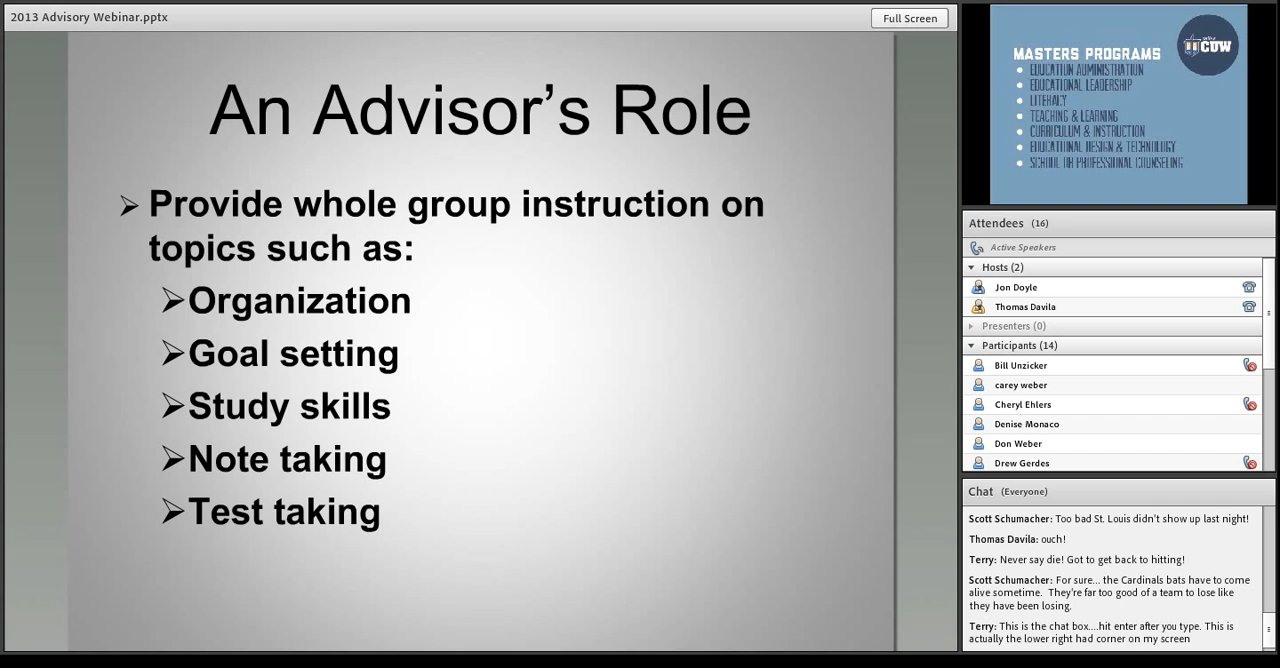 2013 Advisory Webinar.pptx
Full Screen
An Advisor's Role
Provide whole group instruction on
topics such as:
Organization
Goal setting
Study skills
Note taking
Test taking
CUW
MASTERS PROGRAMS
EDUCATION ADMINISTRATION
EDUCATIONAL LEADERSHIP
LITERACY
TEACHING & LEARNING
CURRICULUM & INSTRUCTION
EDUCATIONAL DESIGN & TECHNOLOGY
SCHOOL OR PROFESSIONAL COUNSELING
Attendees (16)
Active Speakers
Hosts (2)
Jon Doyle
Thomas Davila
Presenters (0)
Participants (14)
Bill Unzicker
carey weber
Cheryl Ehlers
Denise Monaco
Don Weber
Drew Gerdes
Chat (Everyone)
Scott Schumacher: Too bad St. Louis didn't show up last night!
Thomas Davila: ouch!
Terry: Never say die! Got to get back to hitting!
Scott Schumacher: For sure... the Cardinals bats have to come
alive sometime. They're far too good of a team to lose like
they have been losing.
Terry: This is the chat box....hit enter after you type. This is
actually the lower right had corner on my screen